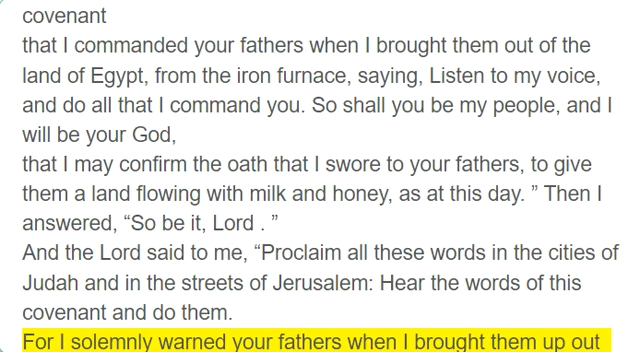 covenant
that I commanded your fathers when I brought them out of the
land of Egypt, from the iron furnace, saying, Listen to my voice,
and do all that I command you. So shall you be my people, and I
will be your God,
that I may confirm the oath that I swore to your fathers, to give
them a land flowing with milk and honey, as at this day. ” Then I
answered, “So be it, Lord . ”
And the Lord said to me, “Proclaim all these words in the cities of
Judah and in the streets of Jerusalem: Hear the words of this
covenant and do them.
For I solemnly warned your fathers when I brought them up out